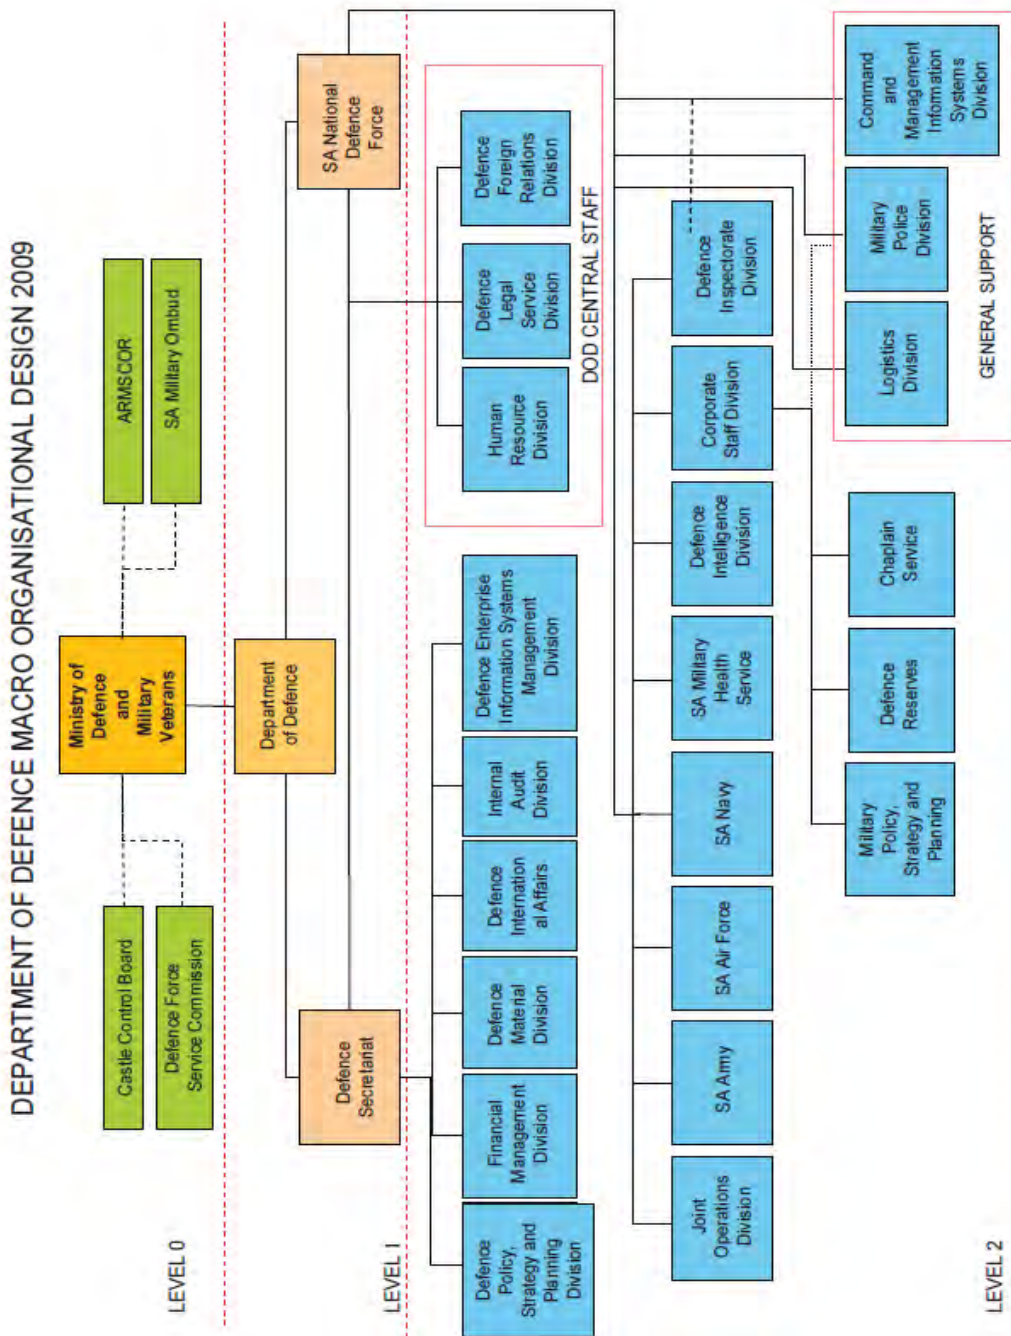 DEPARTMENT OF DEFENCE MACRO ORGANISATIONAL DESIGN 2009
LEVEL 0
Castle Control Board
Defence Force
Service Commission
Ministry of
Defence
and
Military
Veterans
ARMSCOR
SA Military Ombud
Department
of Defence
LEVEL 1
Defence
Secretariat
SA National
Defence
Force
Defence
Policy,
Strategy and
Planning
Division
Financial
Management
Division
Defence
Material
Division
Defence
Internation
al Affairs
Internal
Audit
Division
Defence Enterprise
Information Systems
Management
Division
Human
Resource
Division
Defence
Legal
Service
Division
Defence
Foreign
Relations
Division
DOD CENTRAL STAFF
Joint
Operations
Division
SA Army
SA Air Force
SA Navy
SA Military
Health
Service
Defence
Intelligence
Division
Corporate
Staff Division
Defence
Inspectorate
Division
Military
Policy,
Strategy and
Planning
Defence
Reserves
Chaplain
Service
Logistics
Division
Military
Police
Division
Command
and
Management
Information
Systems
Division
GENERAL SUPPORT
LEVEL 2